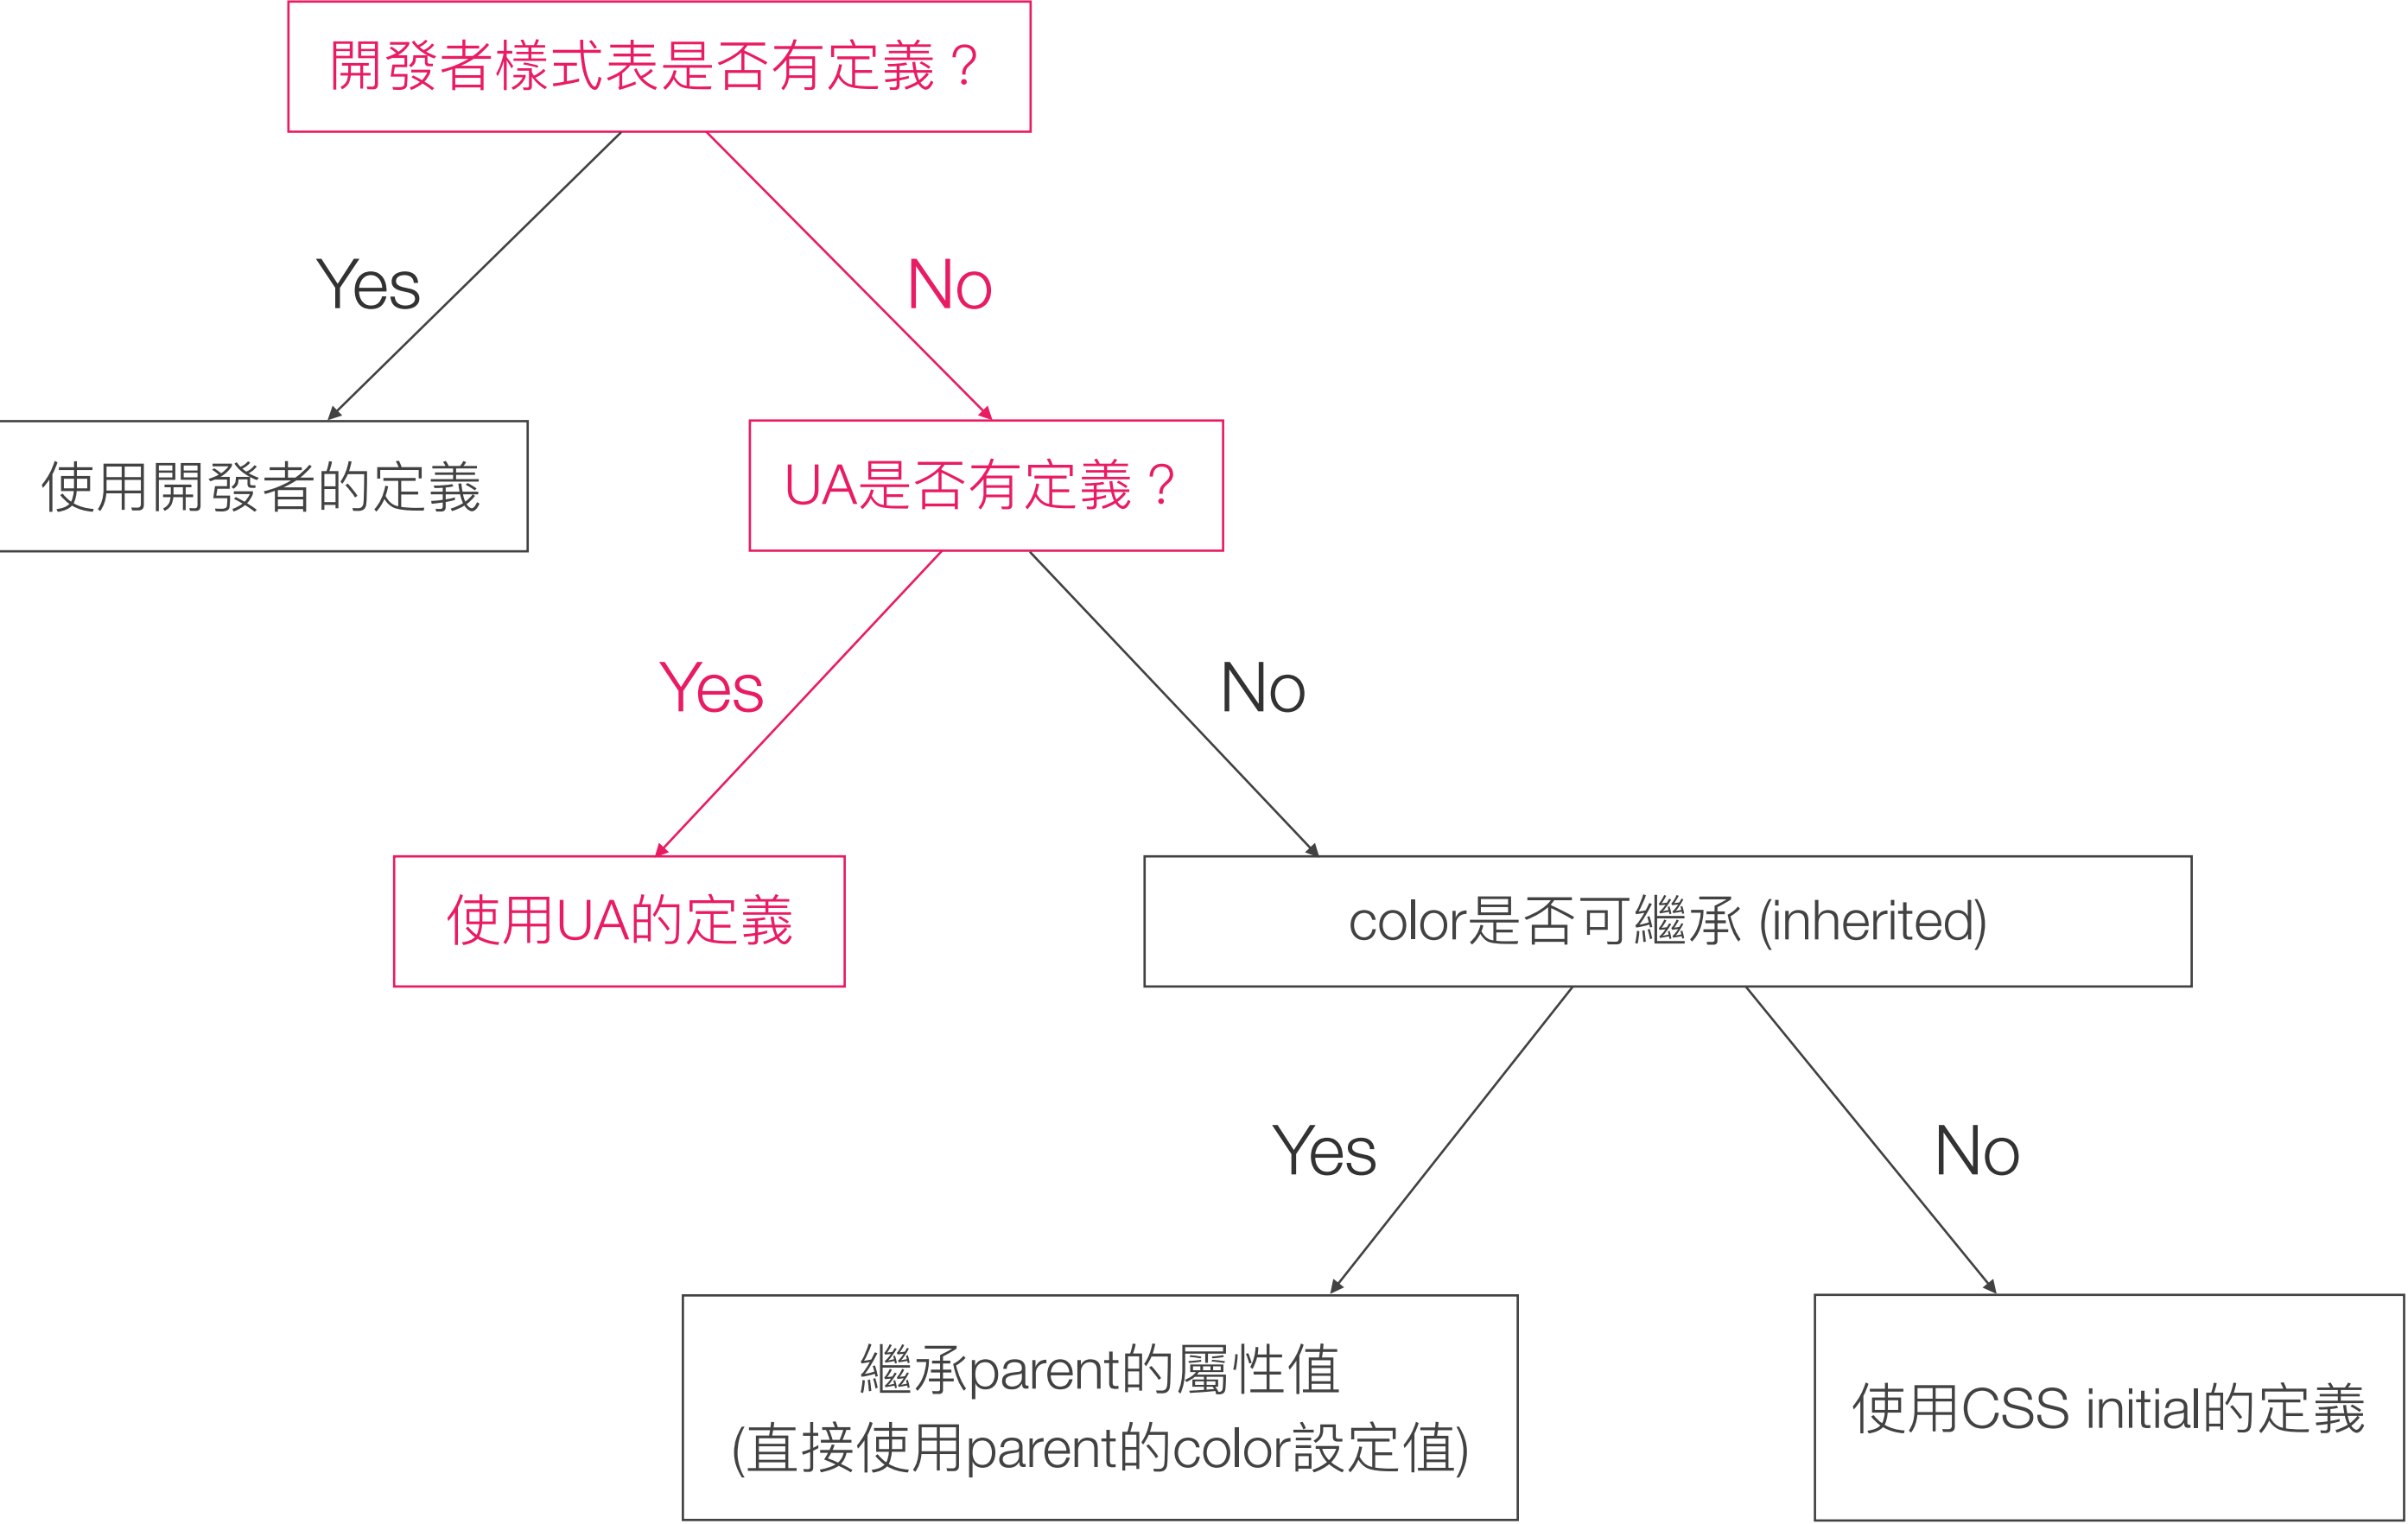 開發者樣式表是否有定義？
Yes
No
使用開發者的定義
UA是否有定義？
Yes
No
使用UA的定義
color是否可繼承(inherited)
Yes
No
繼承parent的屬性值
(直接使用paarent的color設定值)
使用CSS initial的定義